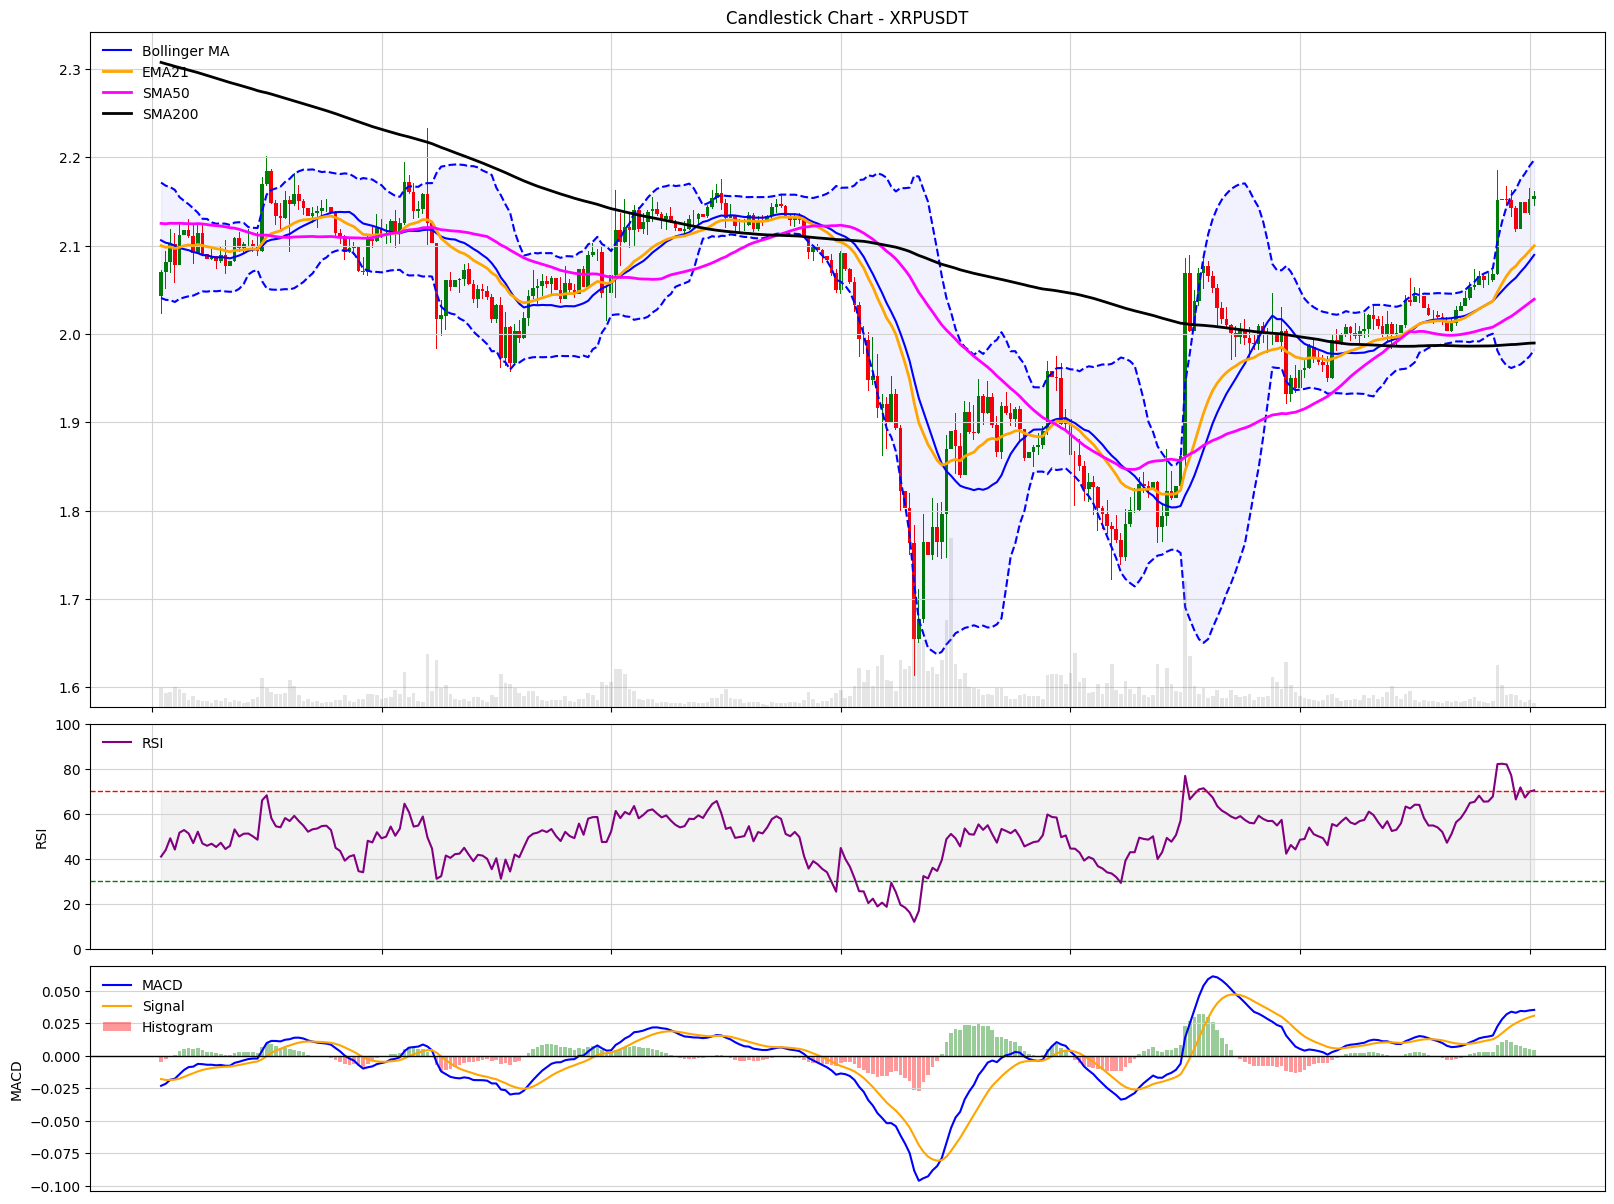 Candlestick Chart - XRPUSDT
Bollinger MA
EMA21
SMA50
SMA200
2.3
2.2
2.1
2.0
1.9
1.8
1.7
1.6
RSI
RSI
100
80
60
40
20
0
MACD
Signal
Histogram
MACD
0.050
0.025
0.000
−0.025
−0.050
−0.075
−0.100